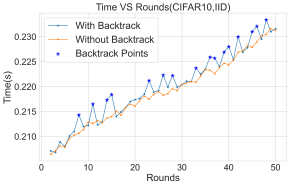 Time VS Rounds(CIFAR10,IID)
With Backtrack
Without Backtrack
Backtrack Points
Time(s)
0.230
0.225
0.220
0.215
0.210
0 10 20 30 40 50
Rounds